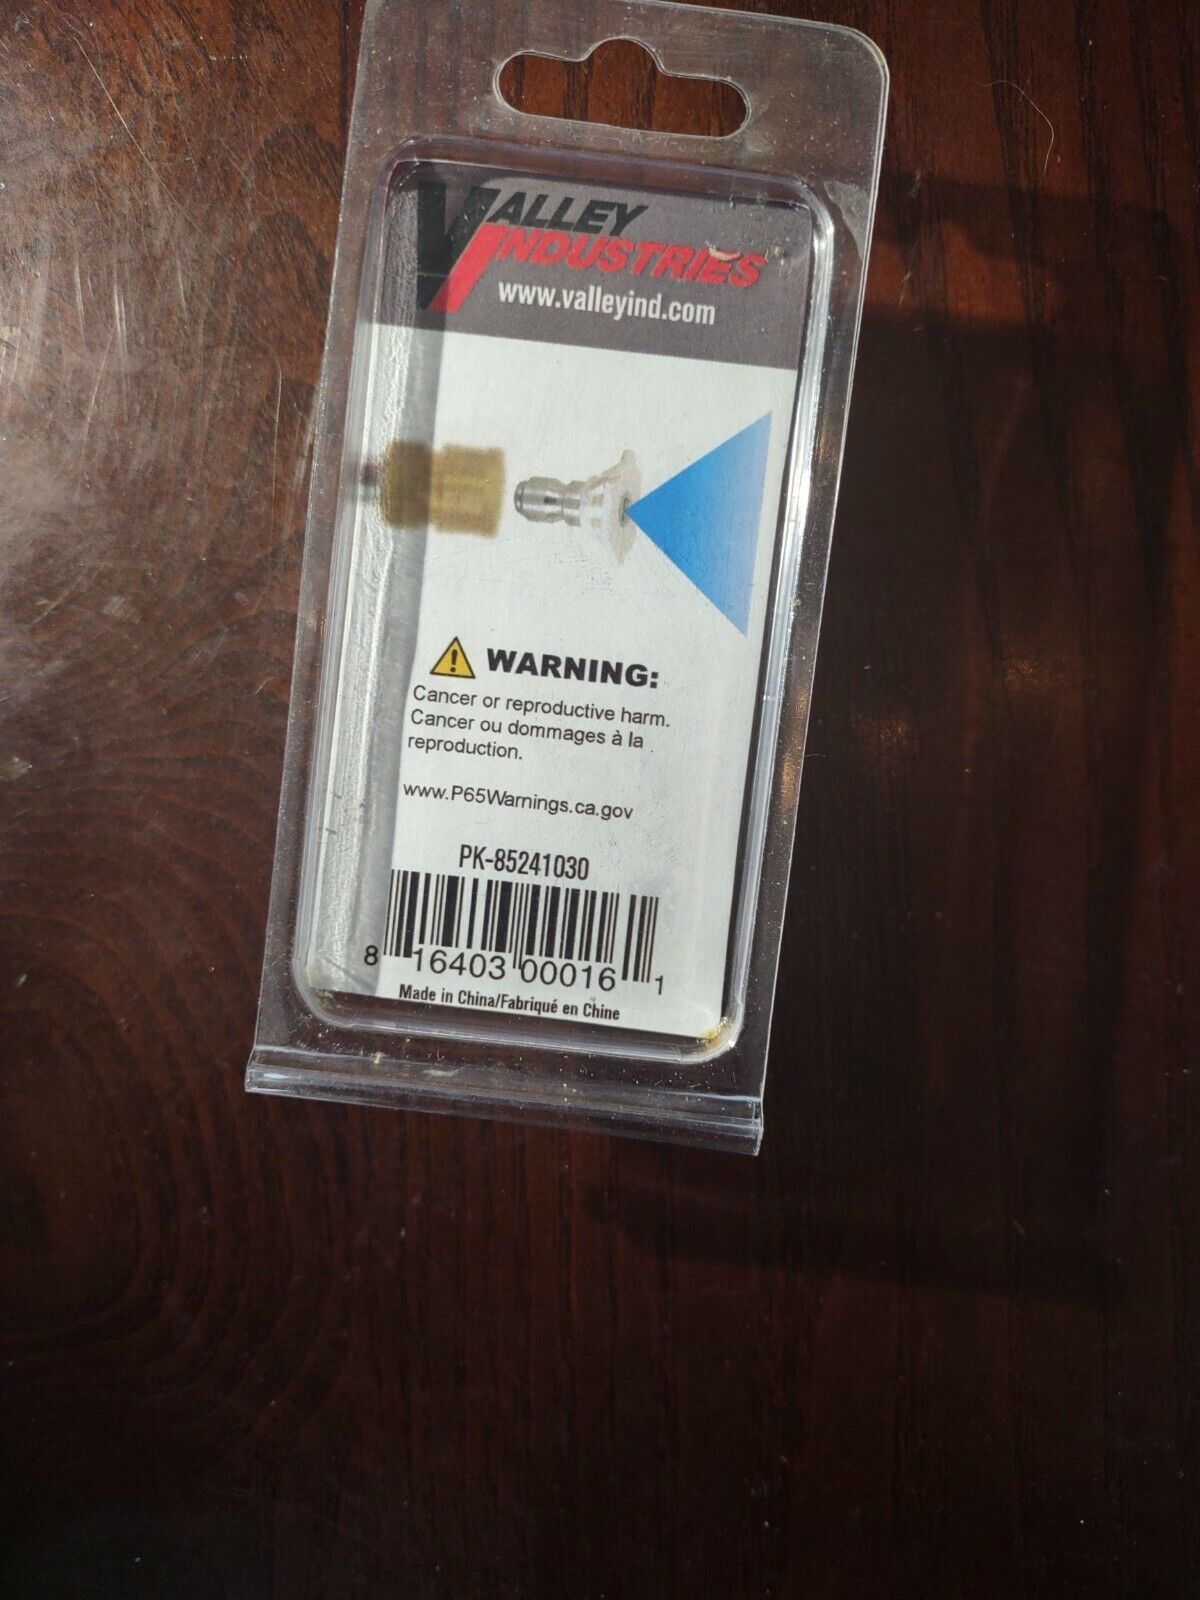 VALLEY
INDUSTRIES
www.valleyind.com
WARNING:
Cancer or reproductive harm.
Cancer ou dommages à la
reproduction.
www.P65Warnings.ca.gov
PK-85241030
8 16403 00016 1
Made in China/Fabriqué en Chine